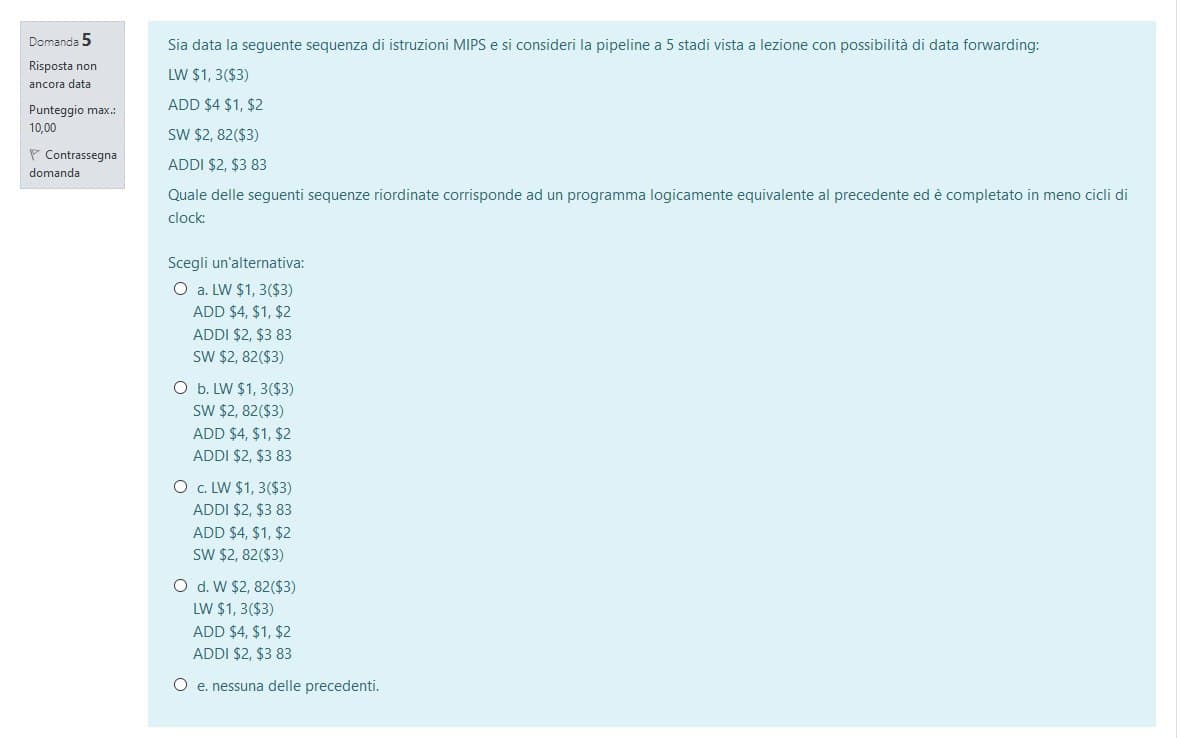 Domanda 5
Risposta non
ancora data
Punteggio max.:
10,00
Contrassegna
domanda
Sia data la seguente sequenza di istruzioni MIPS e si consideri la pipeline a 5 stadi vista a lezione con possibilità di data forwarding:
LW $1, 3($3)
ADD $4 $1, $2
SW $2, 82($3)
ADDI $2, $3 83
Quale delle seguenti sequenze riordinate corrisponde ad un programma logicamente equivalente al precedente ed è completato in meno cicli di
clock:
Scegli un'alternativa:
a. LW $1, 3($3)
ADD $4, $1, $2
ADDI $2, $3 83
SW $2, 82($3)
b. LW $1, 3($3)
SW $2, 82($3)
ADD $4, $1, $2
ADDI $2, $3 83
c. LW $1, 3($3)
ADDI $2, $3 83
ADD $4, $1, $2
SW $2, 82($3)
d. W $2, 82($3)
LW $1, 3($3)
ADD $4, $1, $2
ADDI $2, $3 83
e. nessuna delle precedenti.